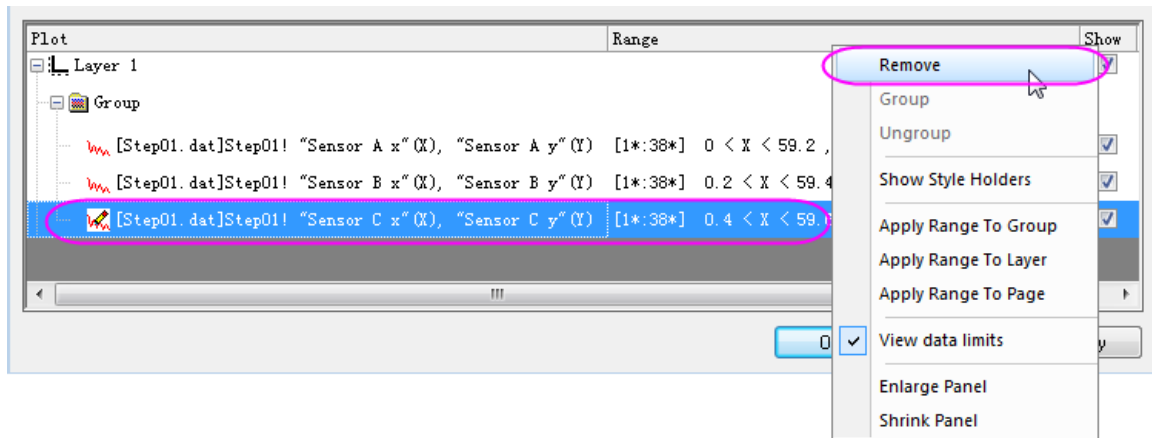 Plot Range Show
Layer 1 Remove
Group Group
Ungroup
[Step01.dat]Step01! "Sensor A x"(X), "Sensor A y"(Y) [1*:38*] 0 < X < 59.2 ,
[Step01.dat]Step01! "Sensor B x"(X), "Sensor B y"(Y) [1*:38*] 0.2 < X < 59.4 Show Style Holders
[Step01.dat]Step01! "Sensor C x"(X), "Sensor C y"(Y) [1*:38*] 0.4 < X < 59. Apply Range To Group
Apply Range To Layer
Apply Range To Page
O View data limits y
Enlarge Panel
Shrink Panel